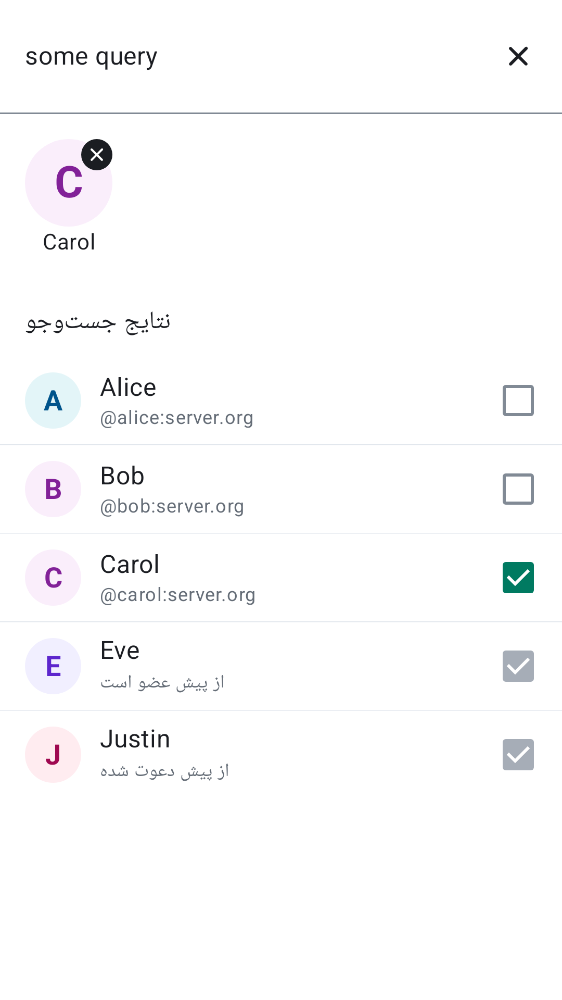 some query
C
Carol
نتایج جست‌وجو
A
Alice
@alice:server.org
B
Bob
@bob:server.org
C
Carol
@carol:server.org
E
Eve
از پیش عضو است
J
Justin
از پیش دعوت شده